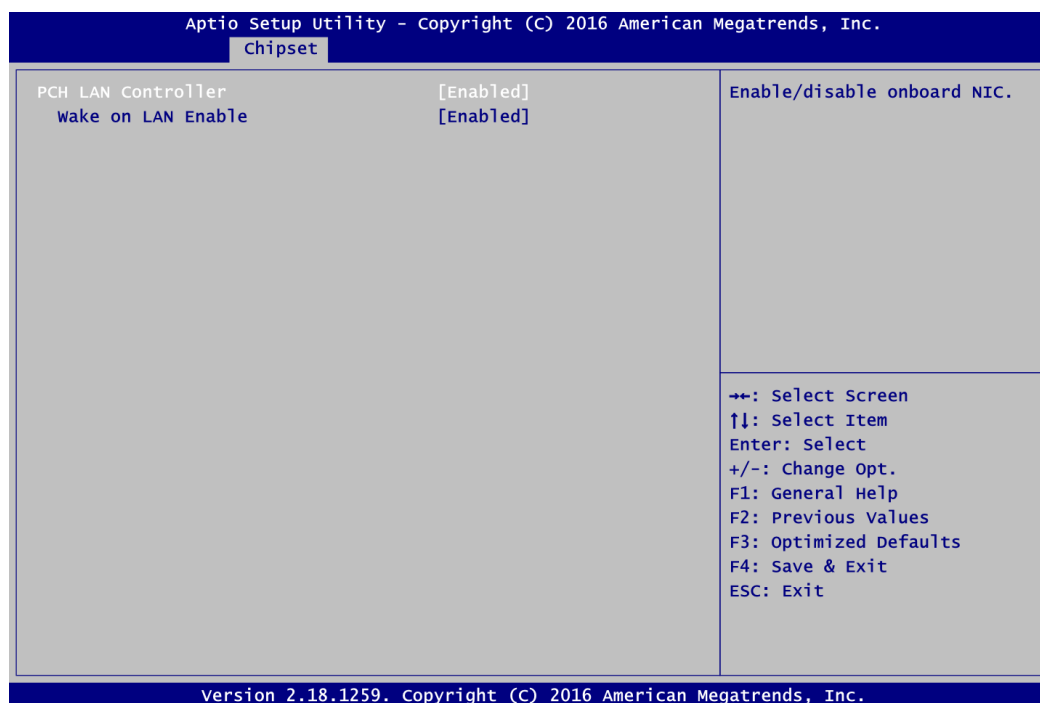 Aptio Setup Utility – Copyright (C) 2016 American Megatrends, Inc.
Chipset
PCH LAN Controller [Enabled]
Wake on LAN Enable [Enabled]
Enable/disable onboard NIC.
→←: Select Screen
↑↓: Select Item
Enter: Select
+/-: Change Opt.
F1: General Help
F2: Previous Values
F3: Optimized Defaults
F4: Save & Exit
ESC: Exit
Version 2.18.1259. Copyright (C) 2016 American Megatrends, Inc.